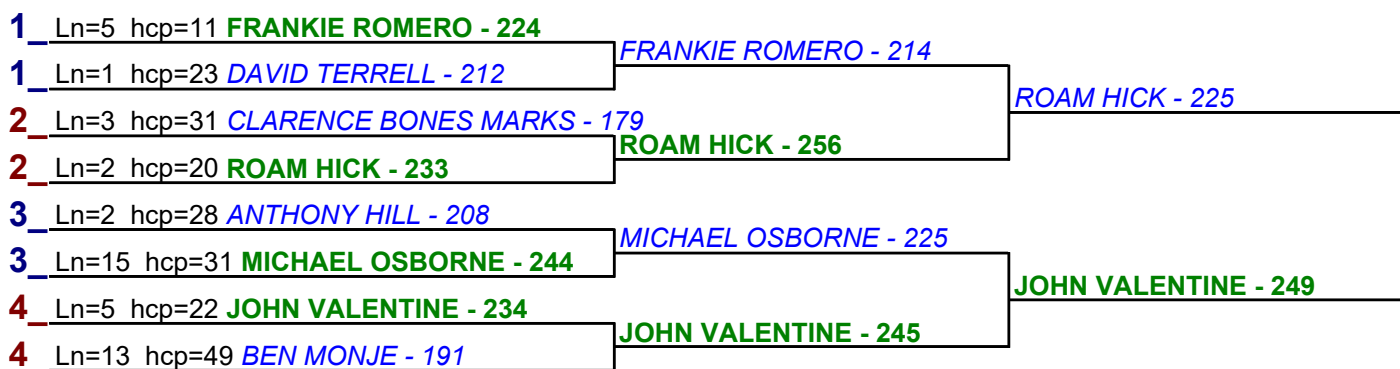 1_ Ln=5 hcp=11 FRANKIE ROMERO - 224
FRANKIE ROMERO - 214
1_ Ln=1 hcp=23 DAVID TERRELL - 212
ROAM HICK - 225
2_ Ln=3 hcp=31 CLARENCE BONES MARKS - 179
ROAM HICK - 256
2_ Ln=2 hcp=20 ROAM HICK - 233
3_ Ln=2 hcp=28 ANTHONY HILL - 208
MICHAEL OSBORNE - 225
3_ Ln=15 hcp=31 MICHAEL OSBORNE - 244
JOHN VALENTINE - 249
4_ Ln=5 hcp=22 JOHN VALENTINE - 234
JOHN VALENTINE - 245
4 Ln=13 hcp=49 BEN MONJE - 191